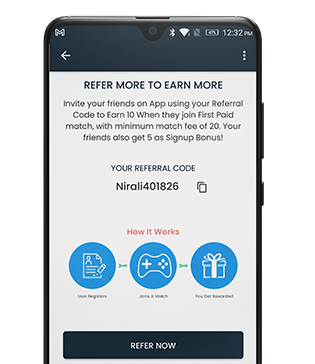 12:32 PM
REFER MORE TO EARN MORE
Invite your friends on App using your Referral
Code to Earn 10 When they join First Paid
match, with minimum match fee of 20. Your
friends also get 5 as Signup Bonus!
YOUR REFERRAL CODE
Nirali401826
How It Works
User Registers Joins A Match You Get Rewarded
REFER NOW